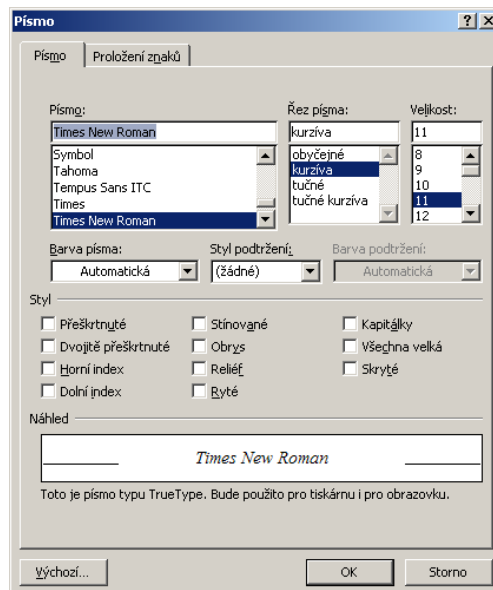 Písmo
Písmo Proložení znaků
Písmo: Řez písma: Velikost:
Times New Roman kurzíva 11
Symbol obyčejné 8
Tahoma kurzíva 9
Tempus Sans ITC tučné 10
Times tučné kurzíva 11
Times New Roman 12
Barva písma: Styl podtržení: Barva podtržení:
Automatická (žádné) Automatická
Styl
Přeškrtnuté Stínované Kapitálky
Dvojitě přeškrtnuté Obrys Všechna velká
Horní index Reliéf Skryté
Dolní index Ryté
Náhled
Times New Roman
Toto je písmo typu TrueType. Bude použito pro tiskárnu i pro obrazovku.
Výchozí... OK Storno